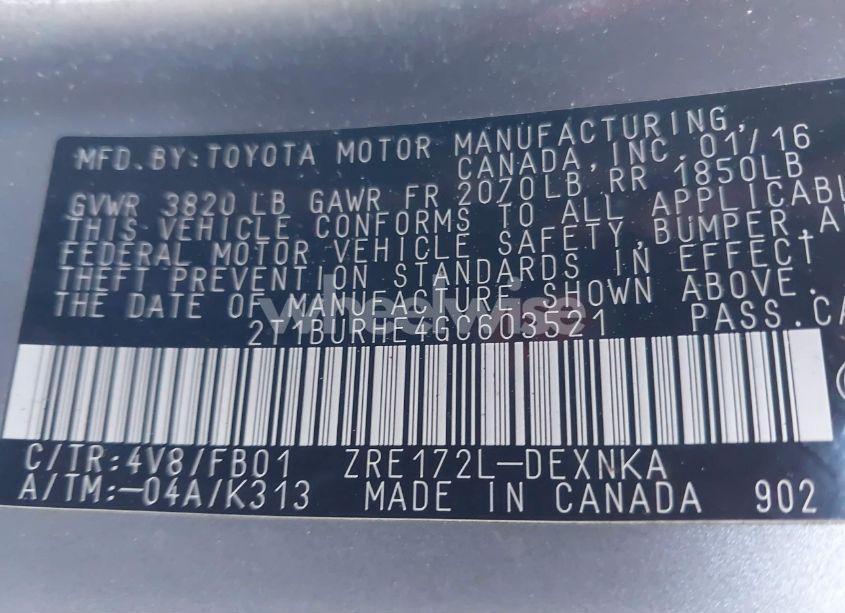 MFD. BY: TOYOTA MOTOR MANUFACTURING,
CANADA, INC. 01/16
GVWR 3820 LB GAWR FR 2070LB RR 1850LB
THIS VEHICLE CONFORMS TO ALL APPLICABL
FEDERAL MOTOR VEHICLE SAFETY, BUMPER, A
THEFT PREVENTION STANDARDS IN EFFECT
THE DATE OF MANUFACTURE SHOWN ABOVE.
wheelwise
2T1BURHE4GC603521 PASS. CA
C/TR: 4V8/FB01 ZRE172L-DEXNKA
A/TM:-04A/K313 MADE IN CANADA 902